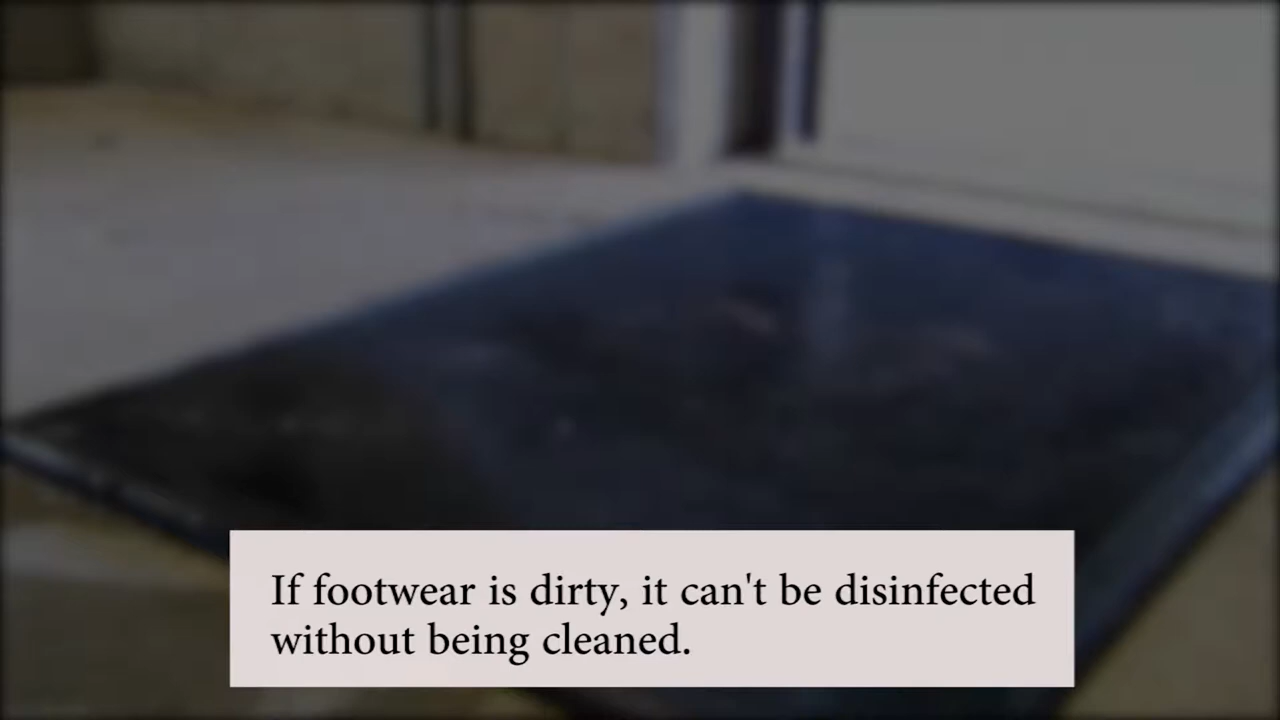 If footwear is dirty, it can't be disinfected
without being cleaned.